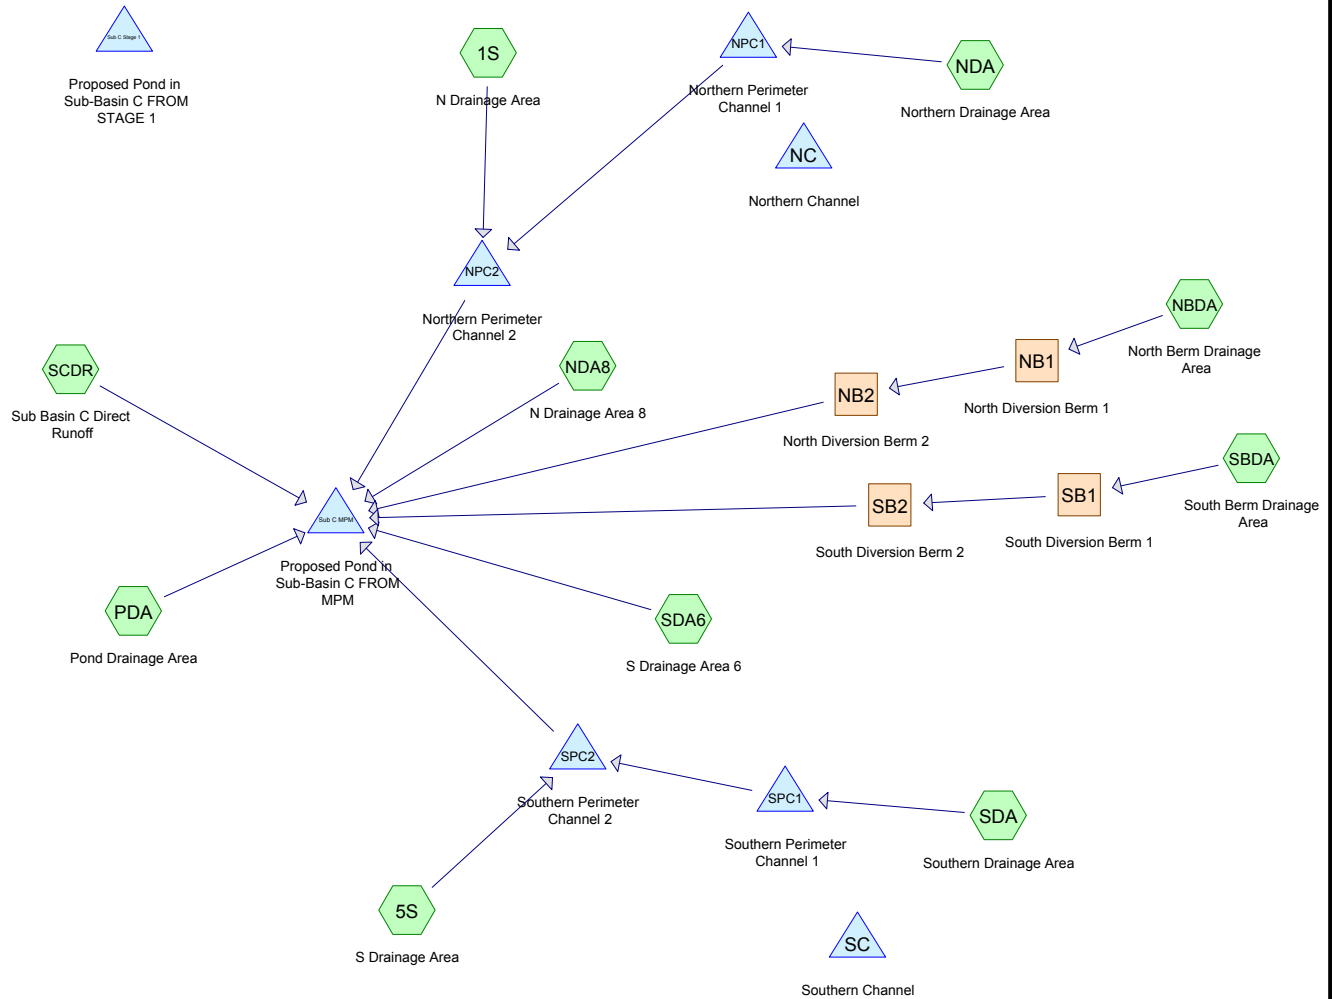 Sub C Stage 1
Proposed Pond in
Sub-Basin C FROM
STAGE 1
1S
N Drainage Area
NPC1
Northern Perimeter
Channel 1
NDA
Northern Drainage Area
NC
Northern Channel
NPC2
Northern Perimeter
Channel 2
NBDA
North Berm Drainage
Area
NB1
North Diversion Berm 1
NB2
North Diversion Berm 2
SCDR
Sub Basin C Direct
Runoff
NDA8
N Drainage Area 8
SBDA
South Berm Drainage
Area
SB1
South Diversion Berm 1
SB2
South Diversion Berm 2
Sub C MPM
Proposed Pond in
Sub-Basin C FROM
MPM
PDA
Pond Drainage Area
SDA6
S Drainage Area 6
SPC2
Southern Perimeter
Channel 2
SPC1
Southern Perimeter
Channel 1
SDA
Southern Drainage Area
5S
S Drainage Area
SC
Southern Channel